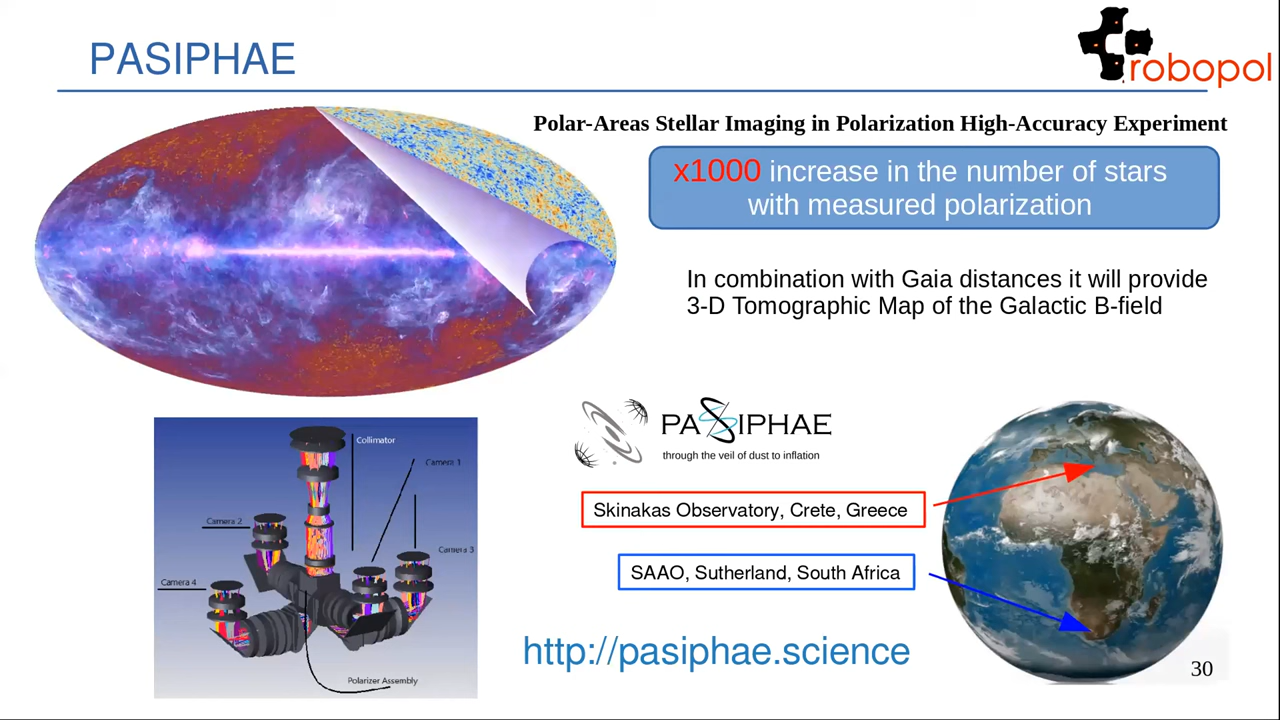 PASIPHAE
robopol
Polar-Areas Stellar Imaging in Polarization High-Accuracy Experiment
x1000 increase in the number of stars
with measured polarization
In combination with Gaia distances it will provide
3-D Tomographic Map of the Galactic B-field
Collimator
Camera 1
Camera 2
Camera 3
Camera 4
Polarizer Assembly
PASIPHAE
through the veil of dust to inflation
Skinakas Observatory, Crete, Greece
SAAO, Sutherland, South Africa
http://pasiphae.science
30